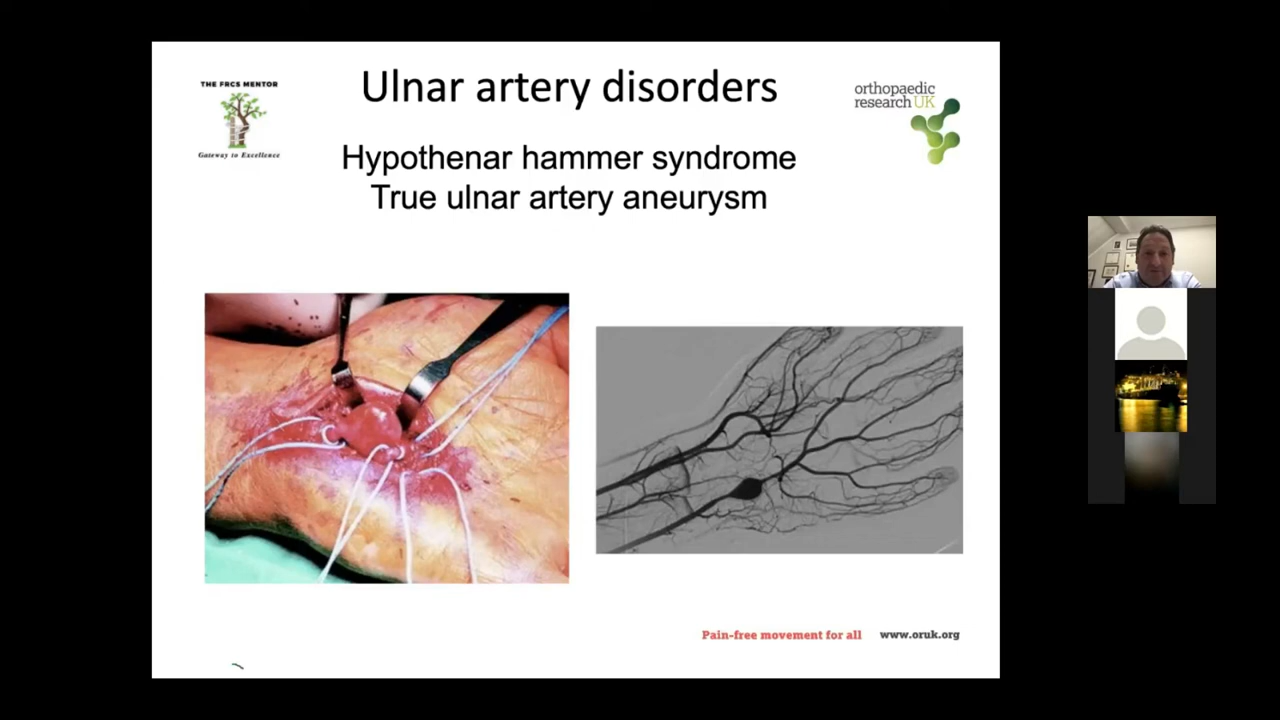 THE FRCS MENTOR
Gateway to Excellence
Ulnar artery disorders
orthopaedic
research UK
Hypothenar hammer syndrome
True ulnar artery aneurysm
Pain-free movement for all www.oruk.org